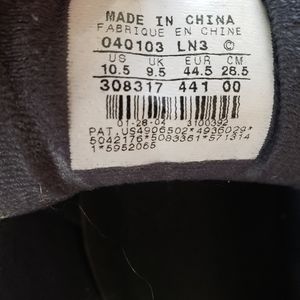 MADE IN CHINA
FABRIQUE EN CHINE
040103 LN3 ©
US UK EUR CM
10.5 9.5 44.5 28.5
308317 441 00
01-28-04 3100392
PAT.US4906502*4936029*
5042176*5083361*571314
1*5952065